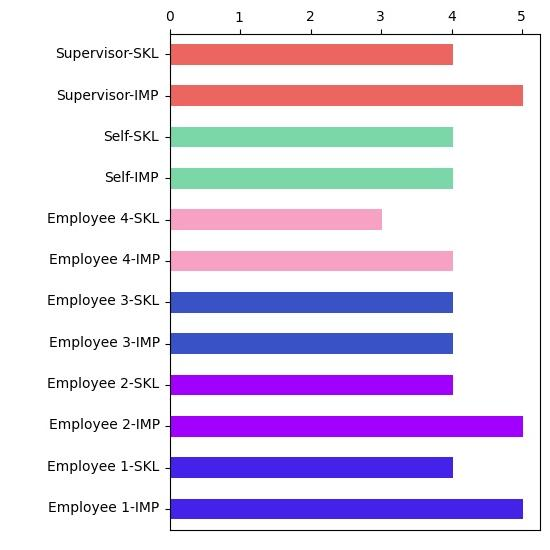 0 1 2 3 4 5
Supervisor-SKL
Supervisor-IMP
Self-SKL
Self-IMP
Employee 4-SKL
Employee 4-IMP
Employee 3-SKL
Employee 3-IMP
Employee 2-SKL
Employee 2-IMP
Employee 1-SKL
Employee 1-IMP